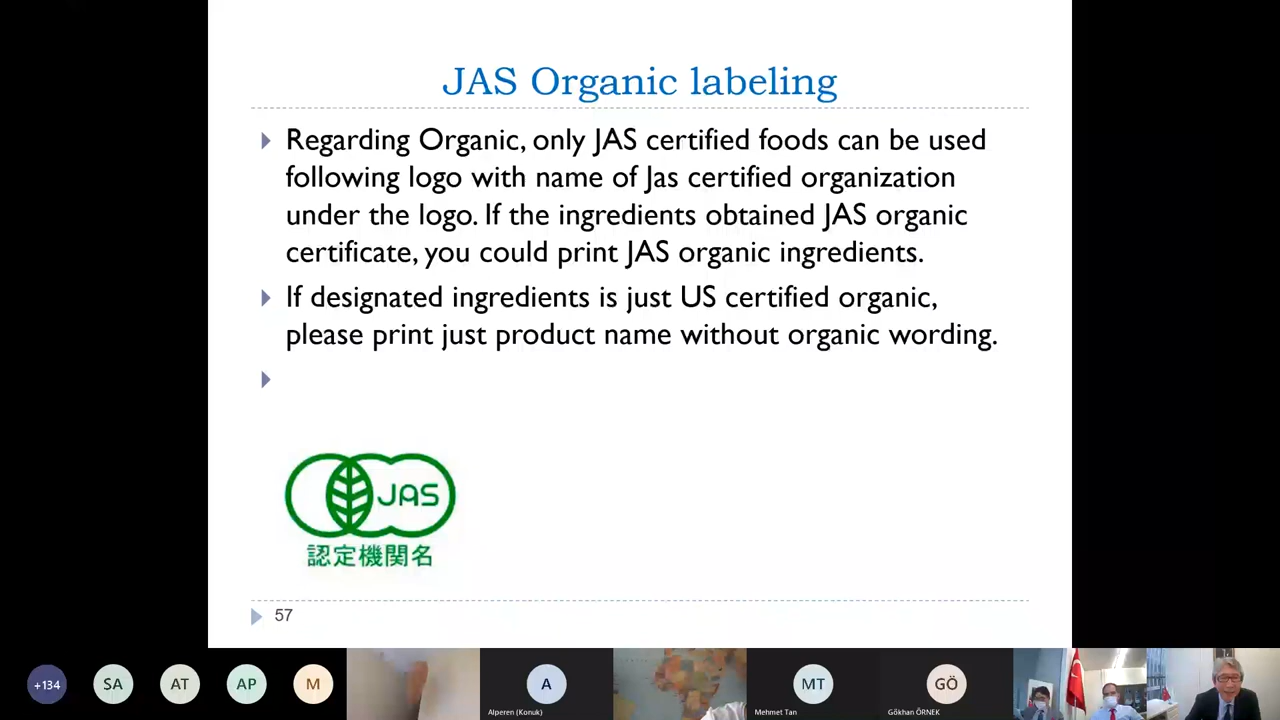 JAS Organic labeling
Regarding Organic, only JAS certified foods can be used
following logo with name of Jas certified organization
under the logo. If the ingredients obtained JAS organic
certificate, you could print JAS organic ingredients.
If designated ingredients is just US certified organic,
please print just product name without organic wording.
JAS
認定機関名
57
+134
SA
AT
AP
M
A
MT
GÖ
Alperen (Konuk)
Mehmet Tan
Gökhan ÖRNEK